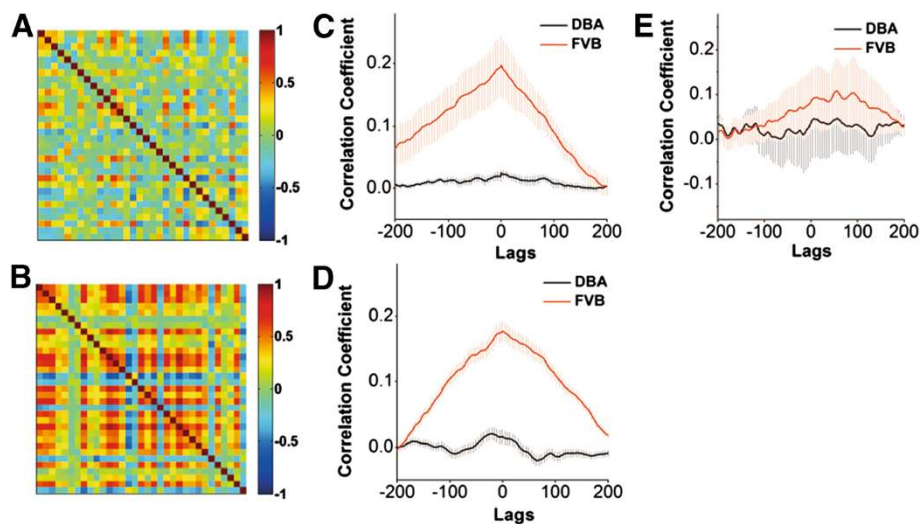 A
1
0.5
0
-0.5
-1
B
1
0.5
0
-0.5
-1
C
DBA
FVB
Correlation Coefficient
0.2
0.1
0.0
-200 -100 0 100 200
Lags
D
DBA
FVB
Correlation Coefficient
0.2
0.1
0.0
-200 -100 0 100 200
Lags
E
DBA
FVB
Correlation Coefficient
0.2
0.1
0.0
-0.1
-200 -100 0 100 200
Lags